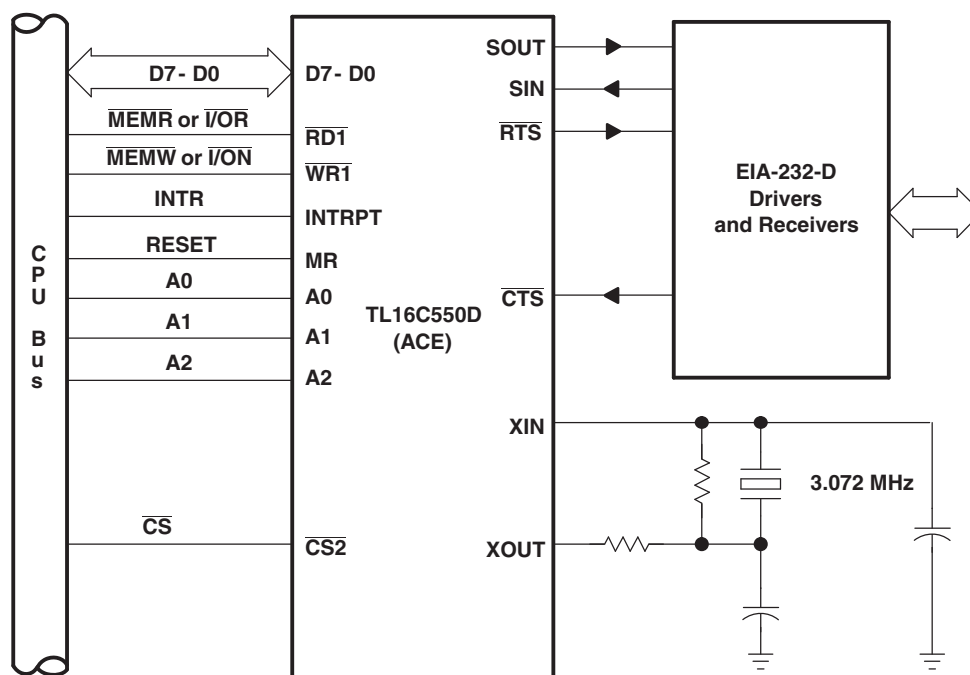 CPU Bus
D7- D0
MEMR or I/OR
MEMW or I/ON
INTR
RESET
A0
A1
A2
CS
D7- D0
RD1
WR1
INTRPT
MR
A0
A1
A2
CS2
TL16C550D
(ACE)
SOUT
SIN
RTS
CTS
XIN
XOUT
EIA-232-D
Drivers
and Receivers
3.072 MHz